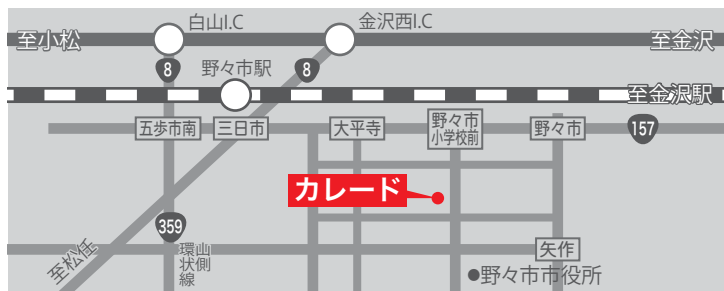 白山I.C
金沢西I.C
至小松
至金沢
8
野々市駅
8
至金沢駅
五歩市南
三日市
大平寺
野々市
小学校前
野々市
157
カレード
359
山側
環状線
至松任
矢作
●野々市市役所